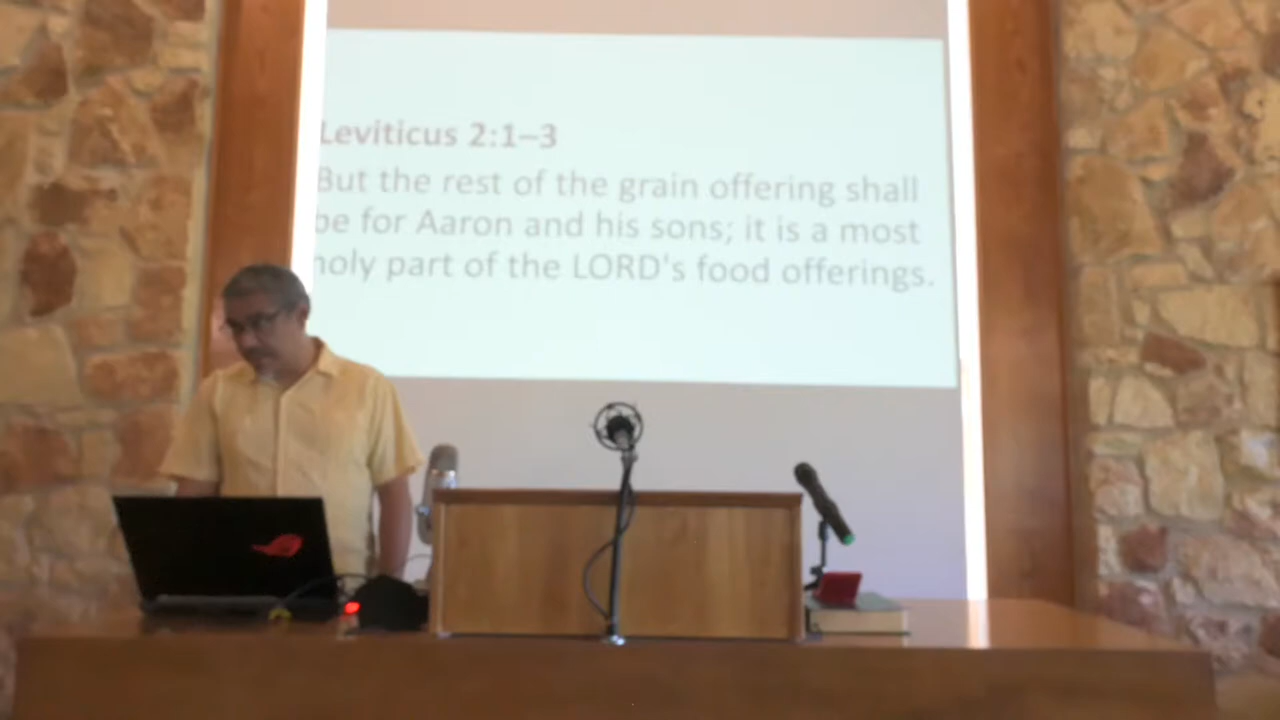 Leviticus 2:1–3
But the rest of the grain offering shall
be for Aaron and his sons; it is a most
holy part of the LORD's food offerings.